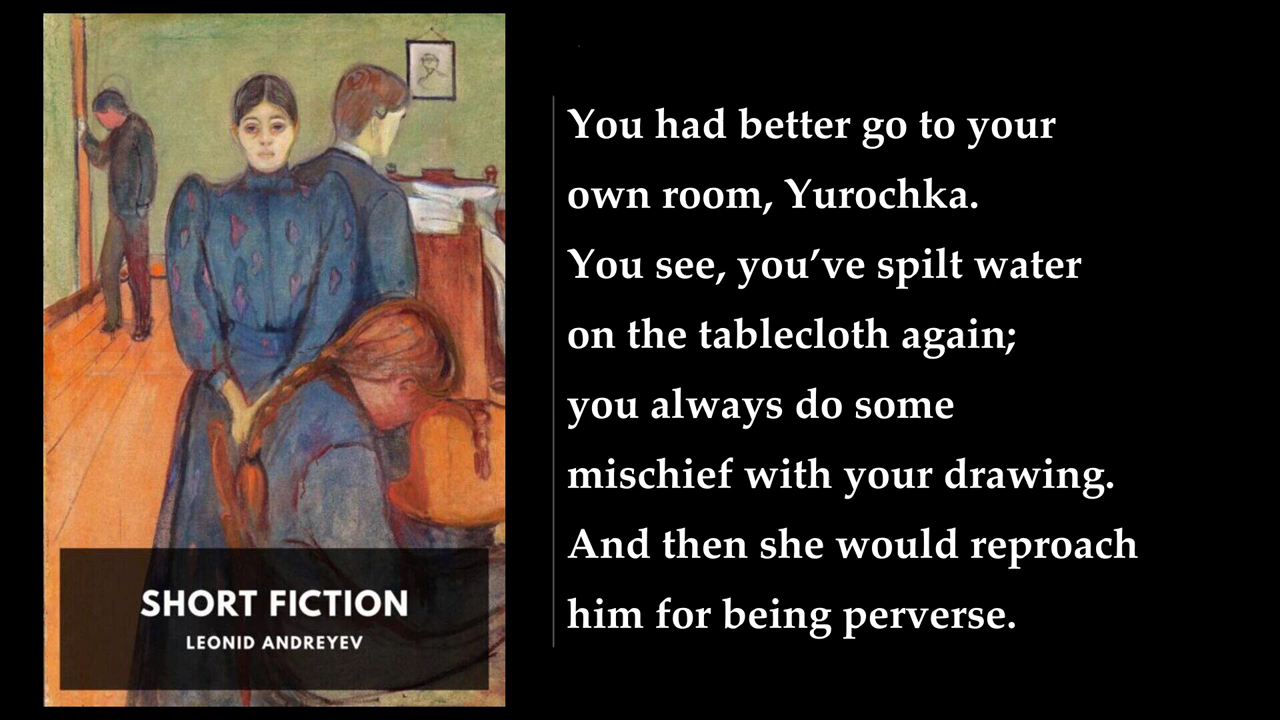 SHORT FICTION
LEONID ANDREYEV
You had better go to your
own room, Yurochka.
You see, you’ve spilt water
on the tablecloth again;
you always do some
mischief with your drawing.
And then she would reproach
him for being perverse.